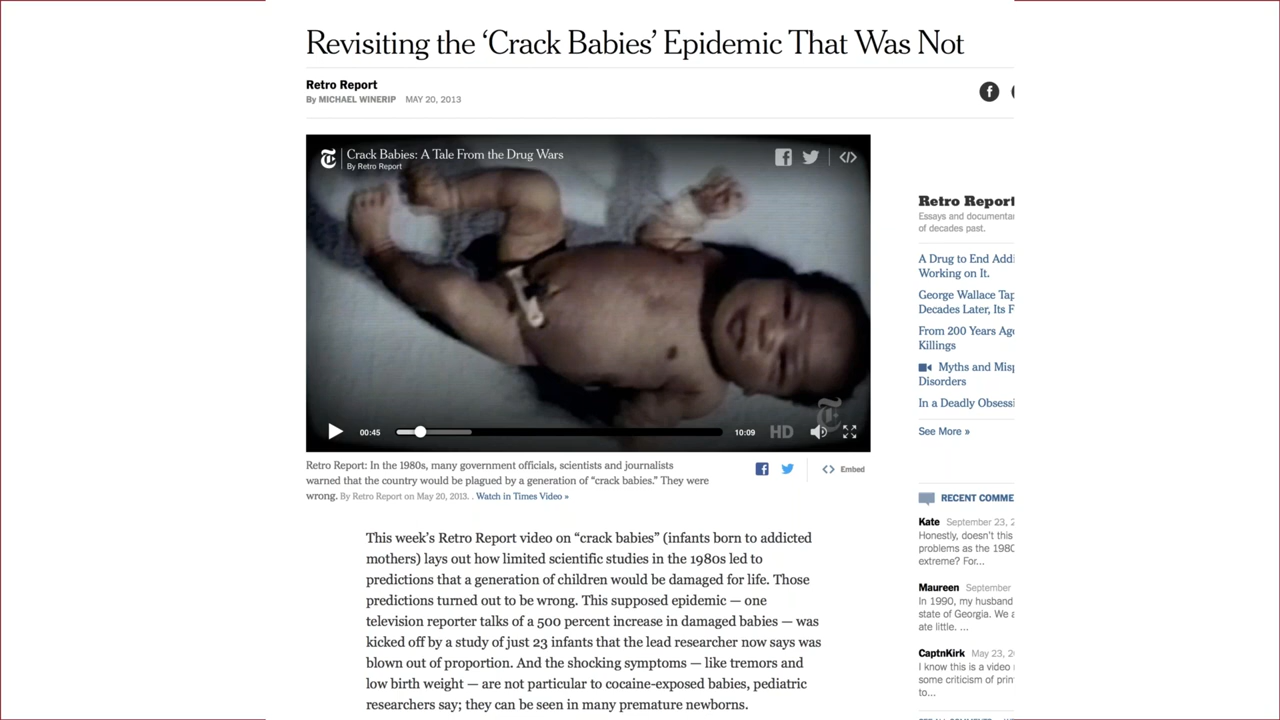 Revisiting the ‘Crack Babies’ Epidemic That Was Not
Retro Report
By MICHAEL WINERIP MAY 20, 2013
Crack Babies: A Tale From the Drug Wars
By Retro Report
00:45
10:09
HD
Retro Report: In the 1980s, many government officials, scientists and journalists
warned that the country would be plagued by a generation of “crack babies.” They were
wrong. By Retro Report on May 20, 2013. . Watch in Times Video »
Embed
This week’s Retro Report video on “crack babies” (infants born to addicted
mothers) lays out how limited scientific studies in the 1980s led to
predictions that a generation of children would be damaged for life. Those
predictions turned out to be wrong. This supposed epidemic — one
television reporter talks of a 500 percent increase in damaged babies — was
kicked off by a study of just 23 infants that the lead researcher now says was
blown out of proportion. And the shocking symptoms — like tremors and
low birth weight — are not particular to cocaine-exposed babies, pediatric
researchers say; they can be seen in many premature newborns.
Retro Report
Essays and documenta
of decades past.
A Drug to End Addi
Working on It.
George Wallace Tap
Decades Later, Its F
From 200 Years Ago
Killings
Myths and Misp
Disorders
In a Deadly Obsessi
See More »
RECENT COMME
Kate September 23, 2
Honestly, doesn't this
problems as the 1980
extreme? For...
Maureen September
In 1990, my husband
state of Georgia. We a
ate little. ...
CaptnKirk May 23, 20
I know this is a video
some criticism of prin
to...